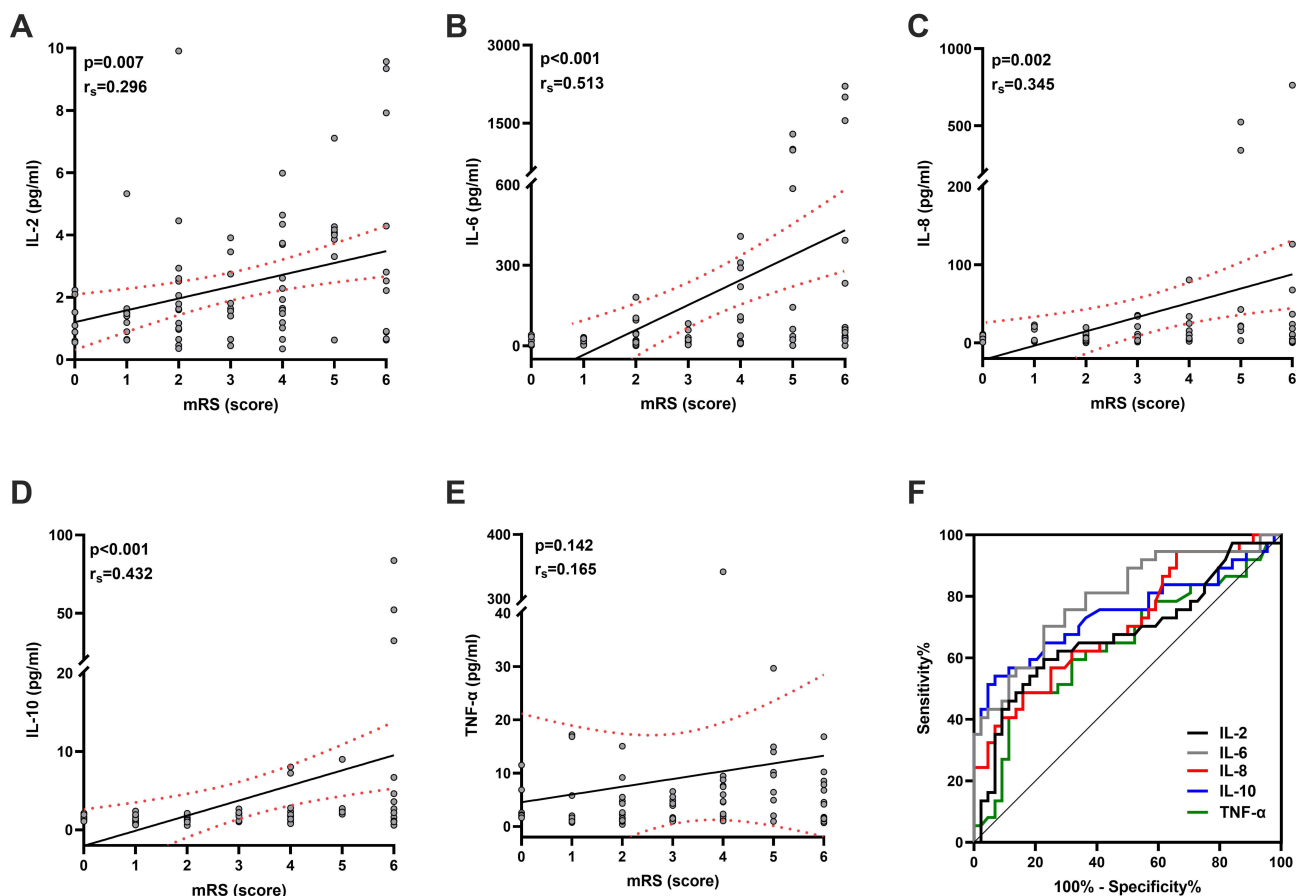 A
p=0.007
rs=0.296
10
8
6
4
2
0
IL-2 (pg/ml)
0 1 2 3 4 5 6
mRS (score)
B
p<0.001
rs=0.513
3000
1500
600
300
0
IL-6 (pg/ml)
0 1 2 3 4 5 6
mRS (score)
C
p=0.002
rs=0.345
1000
500
200
100
0
IL-8 (pg/ml)
0 1 2 3 4 5 6
mRS (score)
D
p<0.001
rs=0.432
100
50
20
10
0
IL-10 (pg/ml)
0 1 2 3 4 5 6
mRS (score)
E
p=0.142
rs=0.165
400
300
40
30
20
10
0
TNF-α (pg/ml)
0 1 2 3 4 5 6
mRS (score)
F
100
80
60
40
20
0
Sensitivity%
IL-2
IL-6
IL-8
IL-10
TNF-α
0 20 40 60 80 100
100% - Specificity%